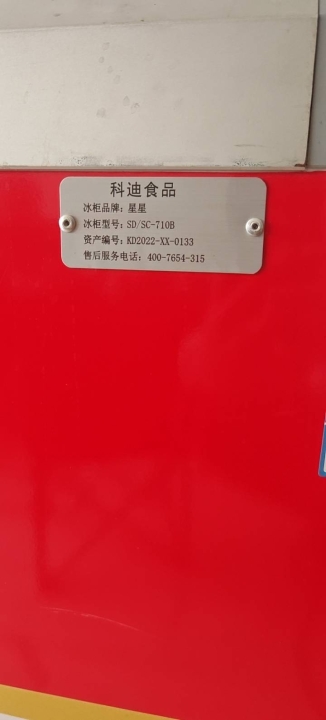 科迪食品
冰柜品牌：星星
冰柜型号：SD/SC-710B
资产编号：KD2022-XX-0133
售后服务电话：400-7654-315